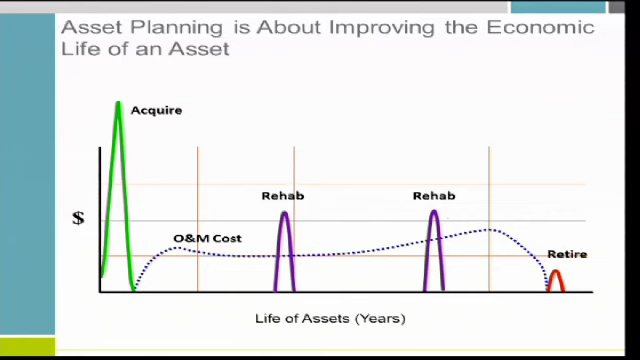 Asset Planning is About Improving the Economic
Life of an Asset
Acquire
Rehab
Rehab
$
O&M Cost
Retire
Life of Assets (Years)